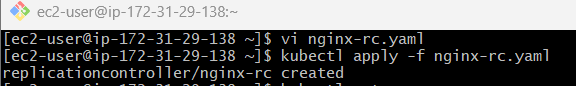 ec2-user@ip-172-31-29-138:~
[ec2-user@ip-172-31-29-138 ~]$ vi nginx-rc.yaml
[ec2-user@ip-172-31-29-138 ~]$ kubectl apply -f nginx-rc.yaml
replicationcontroller/nginx-rc created